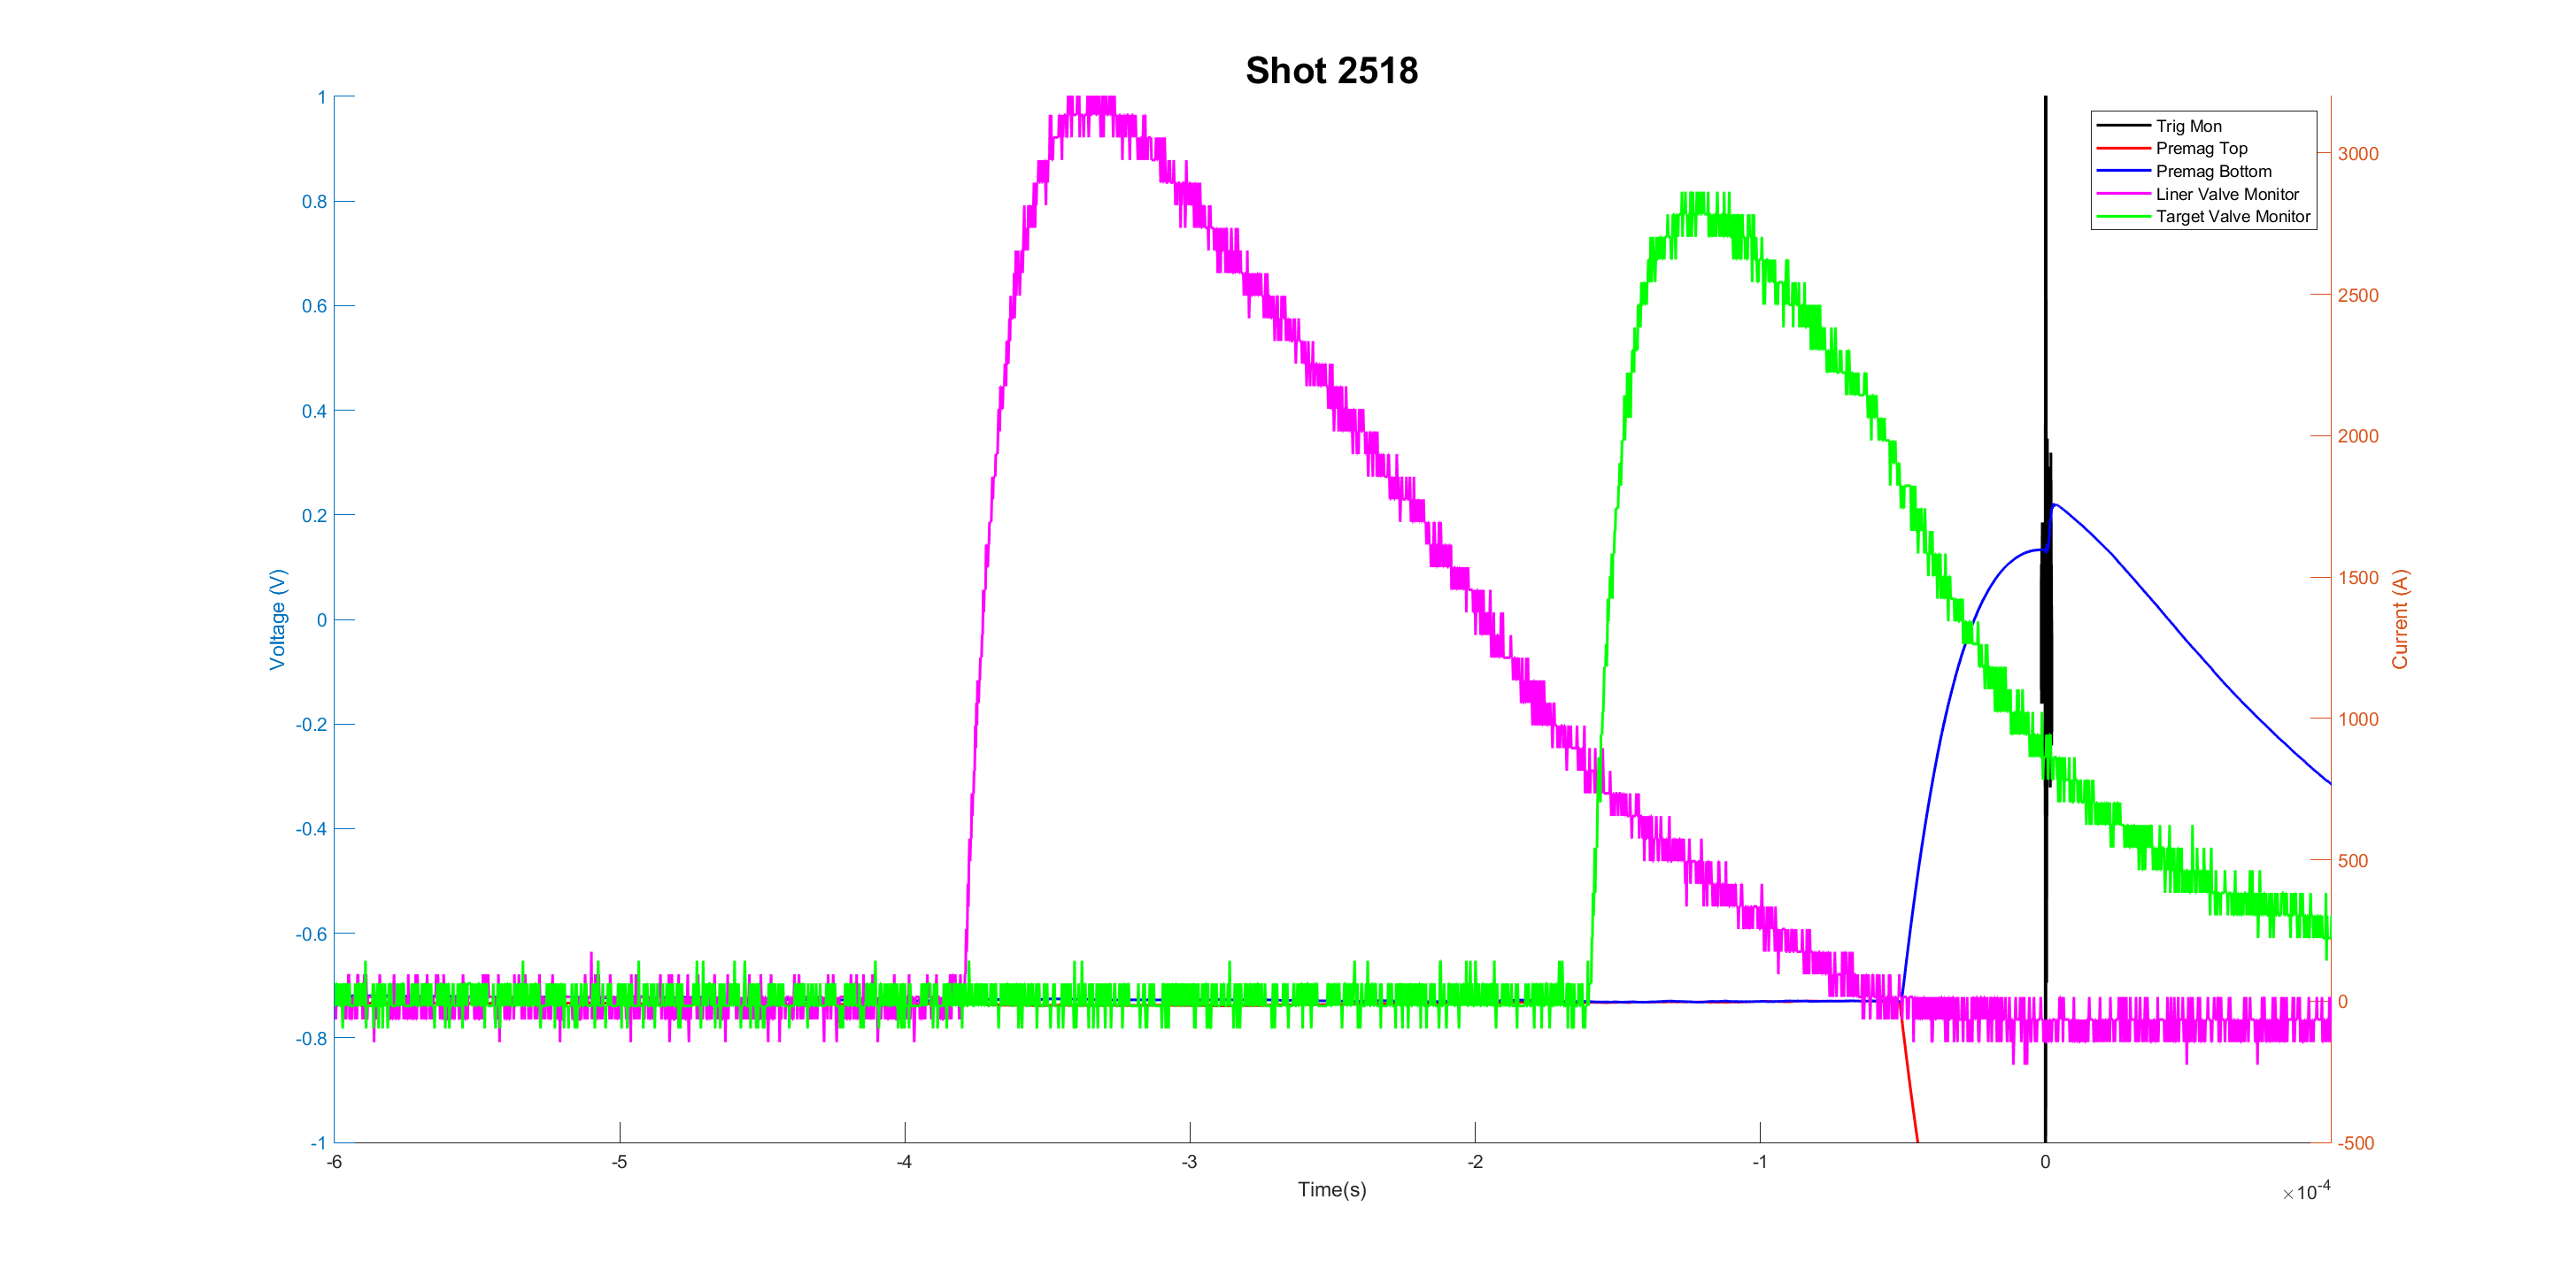 Shot 2518
Trig Mon
Premag Top
Premag Bottom
Liner Valve Monitor
Target Valve Monitor
1
0.8
0.6
0.4
0.2
0
-0.2
-0.4
-0.6
-0.8
-1
Voltage (V)
3000
2500
2000
1500
1000
500
0
-500
Current (A)
-6 -5 -4 -3 -2 -1 0
Time(s)
×10-4